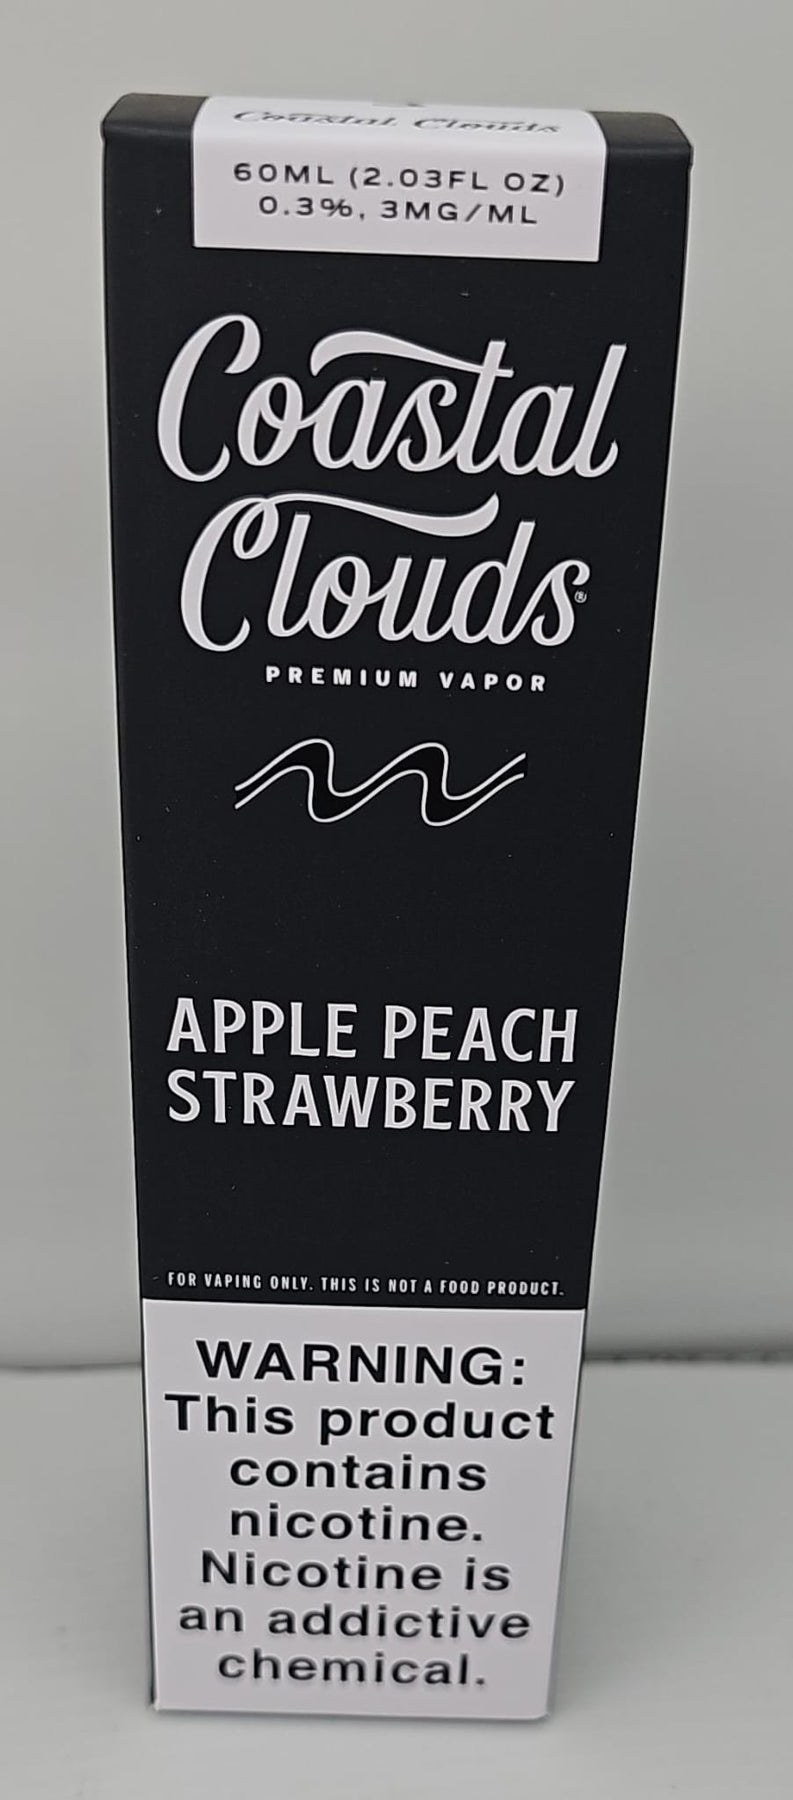 Coastal Clouds
60ML (2.03FL OZ)
0.3%, 3MG/ML
Coastal
Clouds®
PREMIUM VAPOR
APPLE PEACH
STRAWBERRY
FOR VAPING ONLY. THIS IS NOT A FOOD PRODUCT.
WARNING:
This product
contains
nicotine.
Nicotine is
an addictive
chemical.